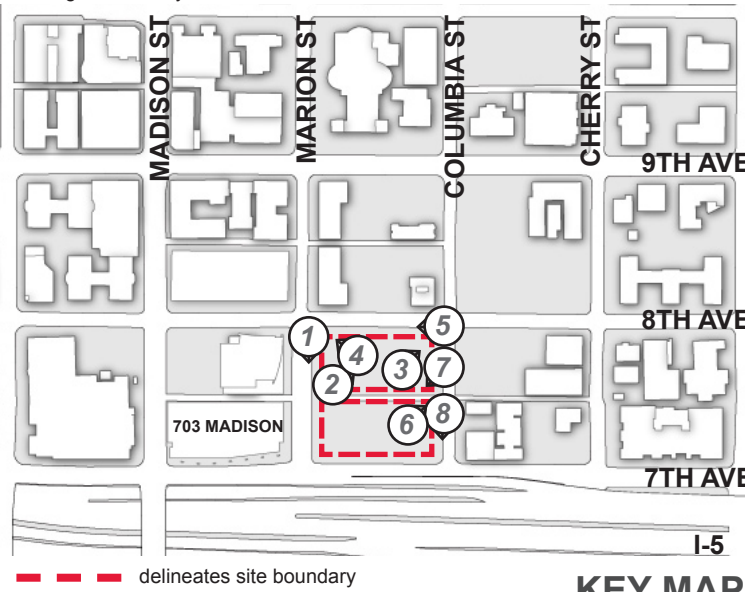 MADISON ST
MARION ST
COLUMBIA ST
CHERRY ST
9TH AVE
8TH AVE
1
5
4
3
7
2
6
8
703 MADISON
7TH AVE
I-5
delineates site boundary
KEY MAP